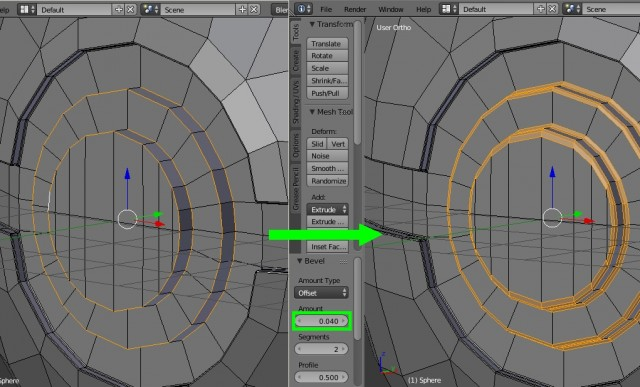 elp
Default
Scene
Blen
File
Render
Window
Help
Default
Scene
User Ortho
Tools
Create
Shading / UVs
Options
Grease Pencil
Transform
Translate
Rotate
Scale
Shrink/Fa...
Push/Pull
Mesh Tool
Deform:
Slid
Vert
Noise
Smooth ...
Randomize
Add:
Extrude
Extrude ...
Inset Fac...
Bevel
Amount Type
Offset
Amount
0.040
Segments
2
Profile
0.500
(1) Sphere